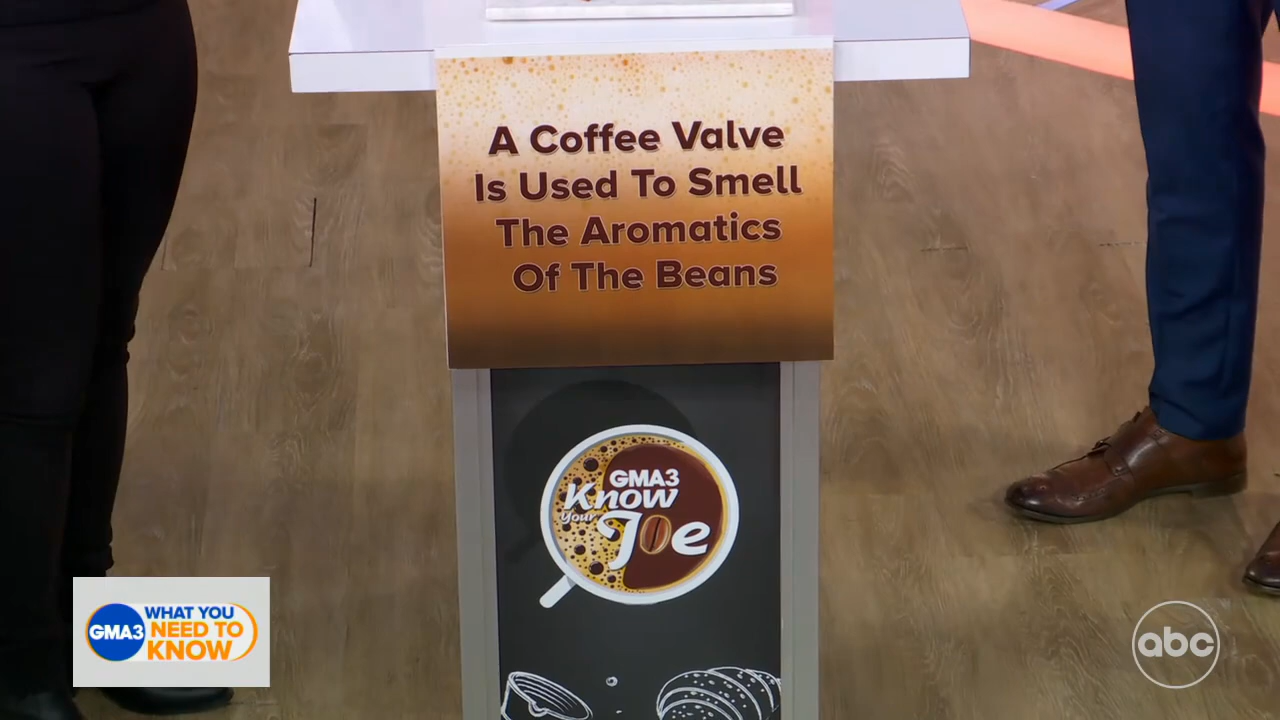 A Coffee Valve
Is Used To Smell
The Aromatics
Of The Beans
GMA3
Know
Your
Joe
GMA3
WHAT YOU
NEED TO
KNOW
abc